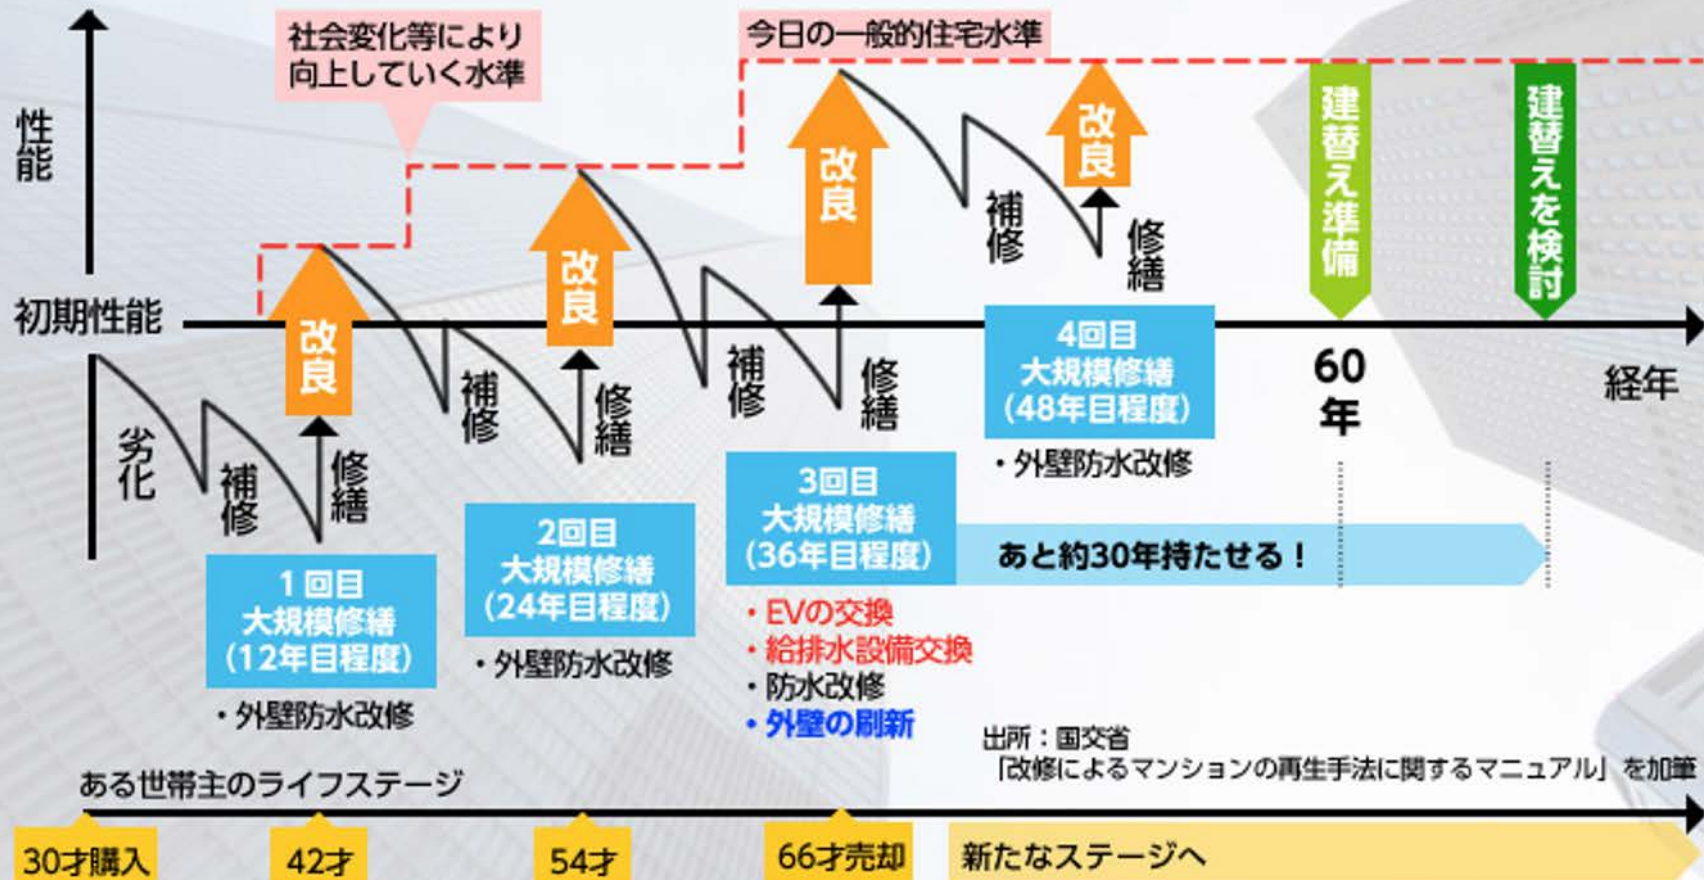 社会変化等により
向上していく水準
今日の一般的住宅水準
性能
初期性能
劣化
補修
修繕
改良
補修
修繕
改良
補修
修繕
改良
補修
修繕
改良
建替え準備
建替えを検討
60
年
経年
1回目
大規模修繕
(12年目程度)
・外壁防水改修
2回目
大規模修繕
(24年目程度)
・外壁防水改修
3回目
大規模修繕
(36年目程度)
・EVの交換
・給排水設備交換
・防水改修
・外壁の刷新
4回目
大規模修繕
(48年目程度)
・外壁防水改修
あと約30年持たせる！
出所：国交省
「改修によるマンションの再生手法に関するマニュアル」を加筆
ある世帯主のライフステージ
30才購入
42才
54才
66才売却
新たなステージへ